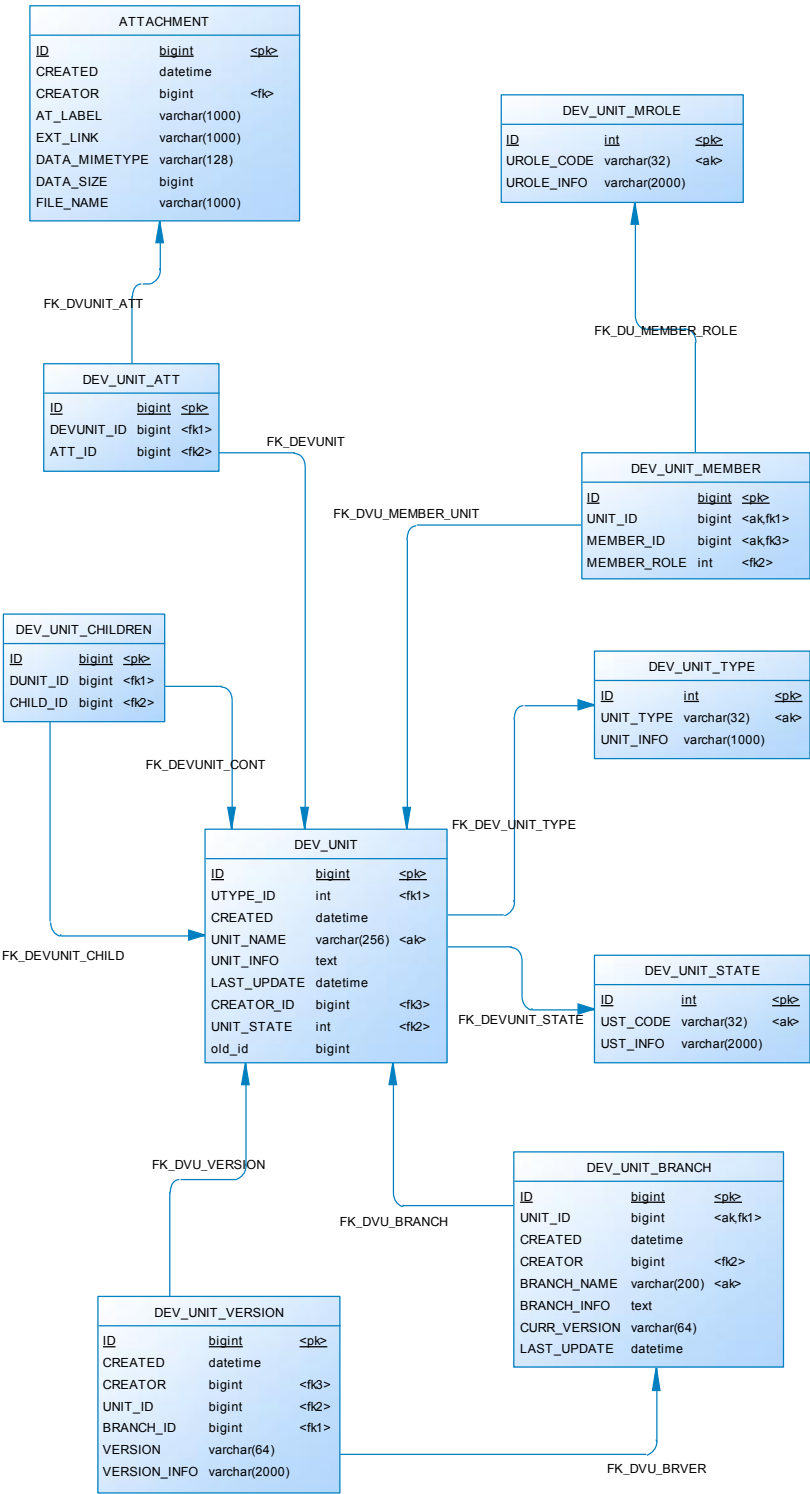 ATTACHMENT
ID bigint <pk>
CREATED datetime
CREATOR bigint <fk>
AT_LABEL varchar(1000)
EXT_LINK varchar(1000)
DATA_MIMETYPE varchar(128)
DATA_SIZE bigint
FILE_NAME varchar(1000)
DEV_UNIT_MROLE
ID int <pk>
UROLE_CODE varchar(32) <ak>
UROLE_INFO varchar(2000)
FK_DVUNIT_ATT
FK_DU_MEMBER_ROLE
DEV_UNIT_ATT
ID bigint <pk>
DEVUNIT_ID bigint <fk1>
ATT_ID bigint <fk2>
FK_DEVUNIT
DEV_UNIT_MEMBER
ID bigint <pk>
UNIT_ID bigint <ak,fk1>
MEMBER_ID bigint <ak,fk3>
MEMBER_ROLE int <fk2>
FK_DVU_MEMBER_UNIT
DEV_UNIT_CHILDREN
ID bigint <pk>
DUNIT_ID bigint <fk1>
CHILD_ID bigint <fk2>
DEV_UNIT_TYPE
ID int <pk>
UNIT_TYPE varchar(32) <ak>
UNIT_INFO varchar(1000)
FK_DEVUNIT_CONT
FK_DEV_UNIT_TYPE
DEV_UNIT
ID bigint <pk>
UTYPE_ID int <fk1>
CREATED datetime
UNIT_NAME varchar(256) <ak>
UNIT_INFO text
LAST_UPDATE datetime
CREATOR_ID bigint <fk3>
UNIT_STATE int <fk2>
old_id bigint
FK_DEVUNIT_CHILD
DEV_UNIT_STATE
ID int <pk>
UST_CODE varchar(32) <ak>
UST_INFO varchar(2000)
FK_DEVUNIT_STATE
FK_DVU_VERSION
FK_DVU_BRANCH
DEV_UNIT_BRANCH
ID bigint <pk>
UNIT_ID bigint <ak,fk1>
CREATED datetime
CREATOR bigint <fk2>
BRANCH_NAME varchar(200) <ak>
BRANCH_INFO text
CURR_VERSION varchar(64)
LAST_UPDATE datetime
DEV_UNIT_VERSION
ID bigint <pk>
CREATED datetime
CREATOR bigint <fk3>
UNIT_ID bigint <fk2>
BRANCH_ID bigint <fk1>
VERSION varchar(64)
VERSION_INFO varchar(2000)
FK_DVU_BRVER